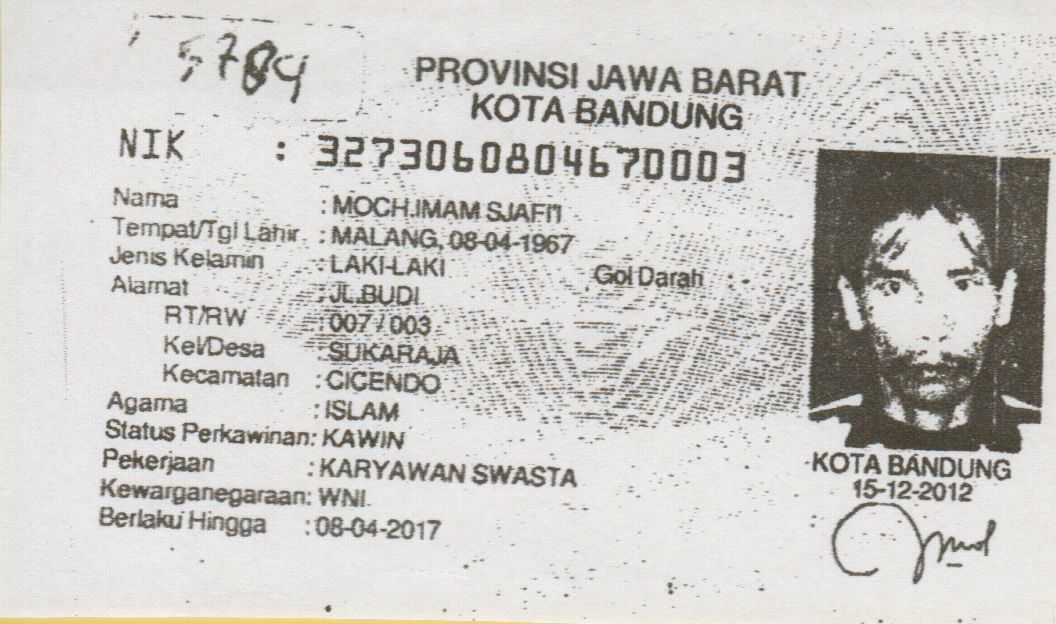 5784
PROVINSI JAWA BARAT
KOTA BANDUNG
NIK : 3273060804670003
Nama : MOCH.IMAM SJAFI'I
Tempat/Tgl Lahir : MALANG, 08-04-1967
Jenis Kelamin : LAKI-LAKI Gol Darah : -
Alamat : JL.BUDI
RT/RW : 007 / 003
Kel/Desa : SUKARAJA
Kecamatan : CICENDO
Agama : ISLAM
Status Perkawinan: KAWIN
Pekerjaan : KARYAWAN SWASTA
Kewarganegaraan: WNI
Berlaku Hingga : 08-04-2017
KOTA BANDUNG
15-12-2012